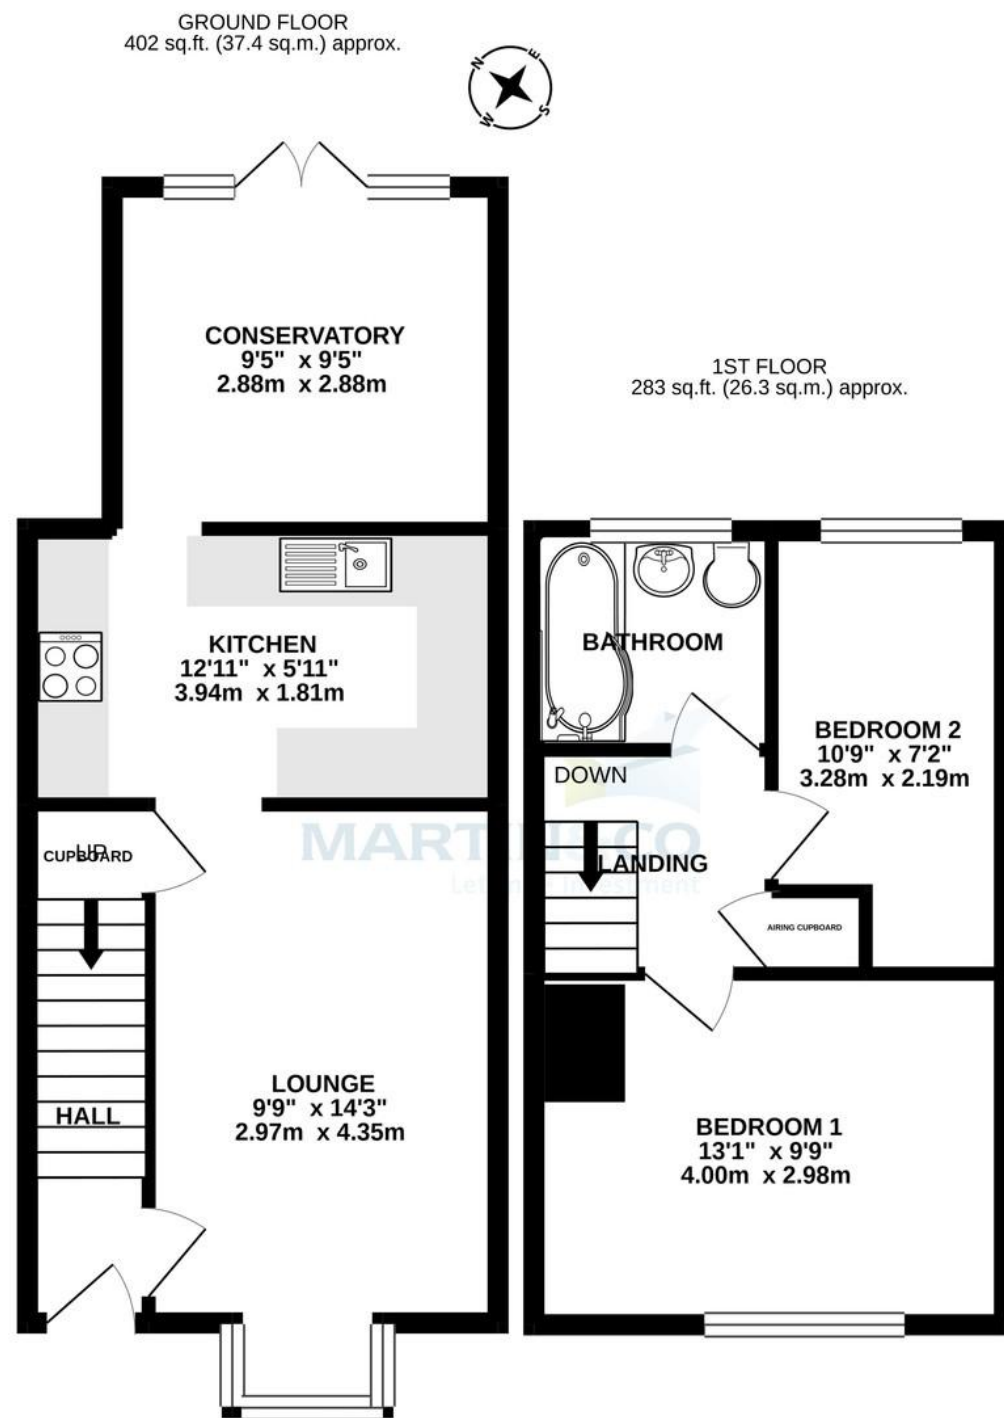 GROUND FLOOR
402 sq.ft. (37.4 sq.m.) approx.
N
E
W
S
CONSERVATORY
9'5" x 9'5"
2.88m x 2.88m
1ST FLOOR
283 sq.ft. (26.3 sq.m.) approx.
KITCHEN
12'11" x 5'11"
3.94m x 1.81m
BATHROOM
BEDROOM 2
10'9" x 7'2"
3.28m x 2.19m
DOWN
UP
CUPBOARD
MARTIN&CO
LANDING
AIRING CUPBOARD
LOUNGE
9'9" x 14'3"
2.97m x 4.35m
HALL
BEDROOM 1
13'1" x 9'9"
4.00m x 2.98m